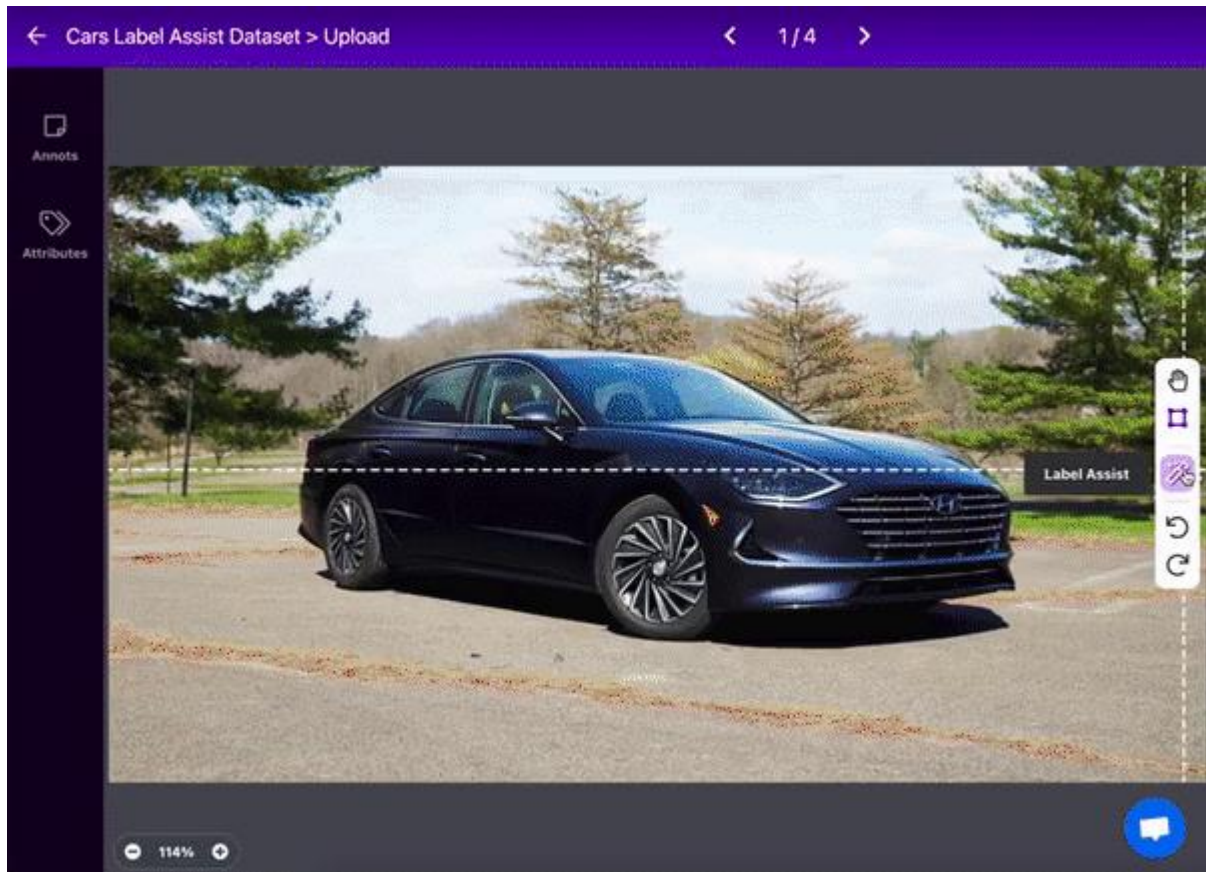 Cars Label Assist Dataset > Upload
1/4
Annots
Attributes
Label Assist
114%